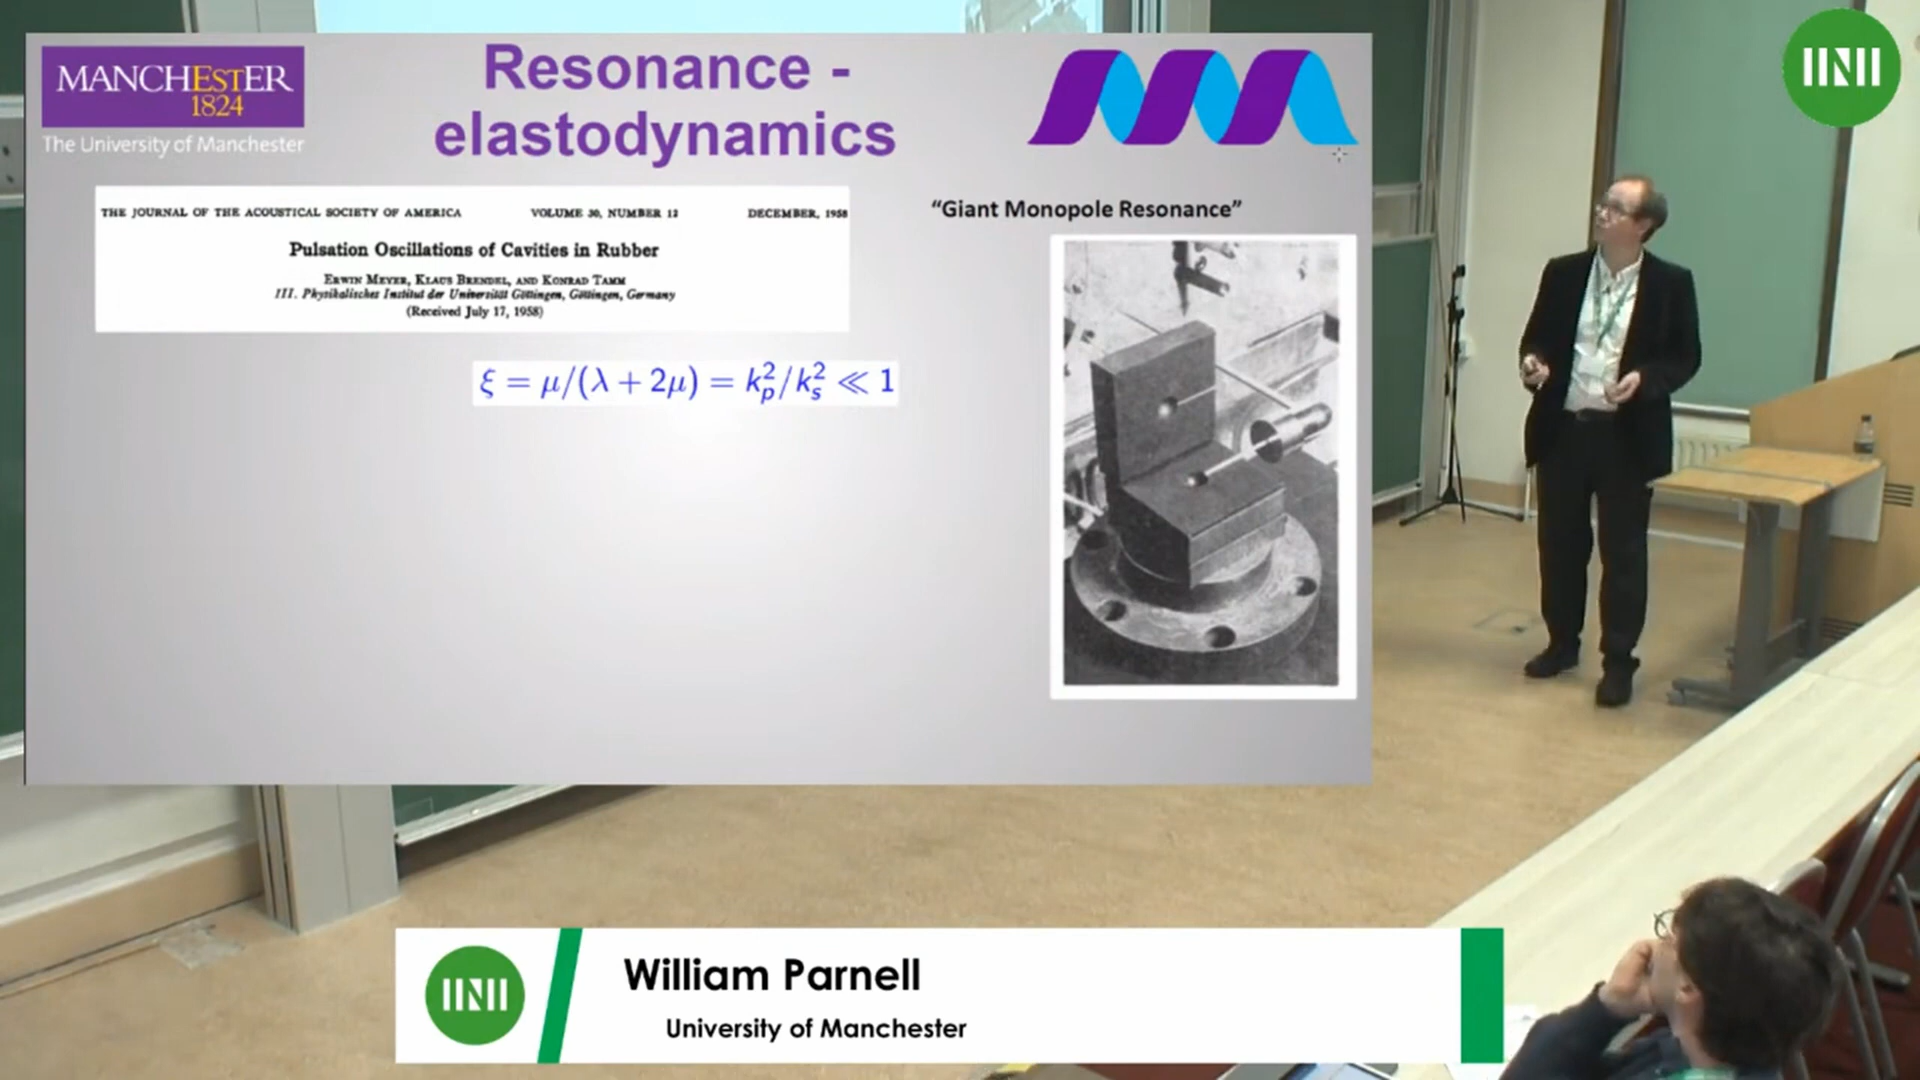 MANCHESTER
1824
The University of Manchester
Resonance -
elastodynamics
THE JOURNAL OF THE ACOUSTICAL SOCIETY OF AMERICA VOLUME 30, NUMBER 12 DECEMBER, 1958
Pulsation Oscillations of Cavities in Rubber
ERWIN MEYER, KLAUS BRENDEL, AND KONRAD TAMM
III. Physikalisches Institut der Universität Göttingen, Göttingen, Germany
(Received July 17, 1958)
“Giant Monopole Resonance”
ξ = μ/(λ + 2μ) = k_p^2/k_s^2 ≪ 1
William Parnell
University of Manchester